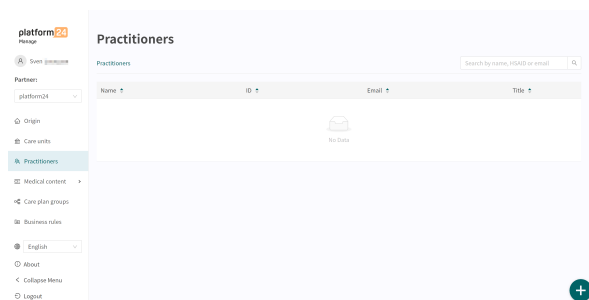 platform24
Manage
Sven
Partner:
platform24
Origin
Care units
Practitioners
Medical content
Care plan groups
Business rules
English
About
Collapse Menu
Logout
Practitioners
Practitioners
Search by name, HSAID or email
Name ID Email Title
No Data